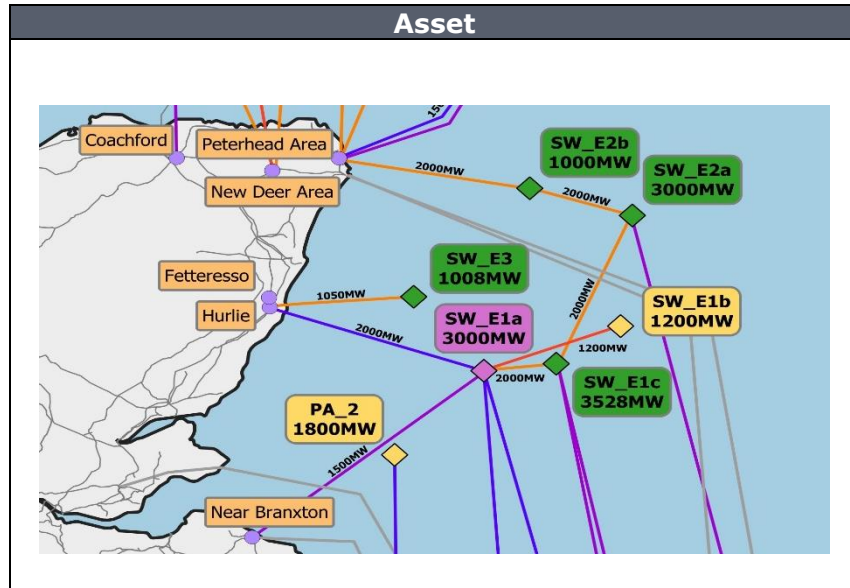 Asset
150
Coachford
Peterhead Area
New Deer Area
2000MW
SW_E2b
1000MW
2000MW
SW_E2a
3000MW
Fetteresso
Hurlie
1050MW
SW_E3
1008MW
2000MW
SW_E1b
1200MW
2000MW
SW_E1a
3000MW
1200MW
2000MW
SW_E1c
3528MW
PA_2
1800MW
1500MW
Near Branxton